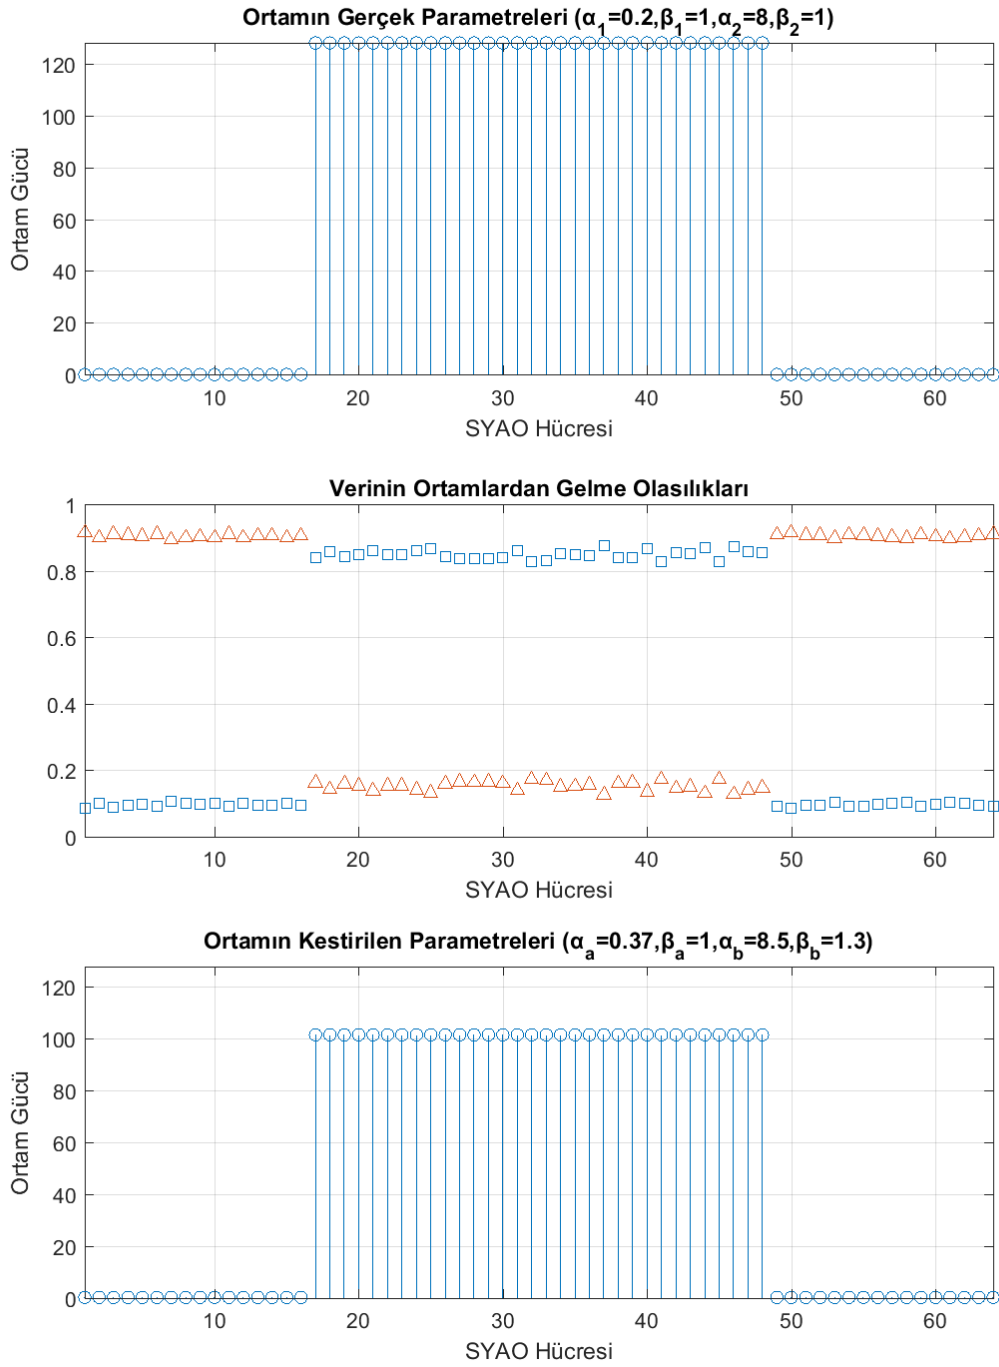 Ortamın Gerçek Parametreleri (α₁=0.2,β₁=1,α₂=8,β₂=1)
120
100
80
60
40
20
0
Ortam Gücü
10 20 30 40 50 60
SYAO Hücresi
Verinin Ortamlardan Gelme Olasılıkları
1
0.8
0.6
0.4
0.2
0
10 20 30 40 50 60
SYAO Hücresi
Ortamın Kestirilen Parametreleri (α_a=0.37,β_a=1,α_b=8.5,β_b=1.3)
120
100
80
60
40
20
0
Ortam Gücü
10 20 30 40 50 60
SYAO Hücresi